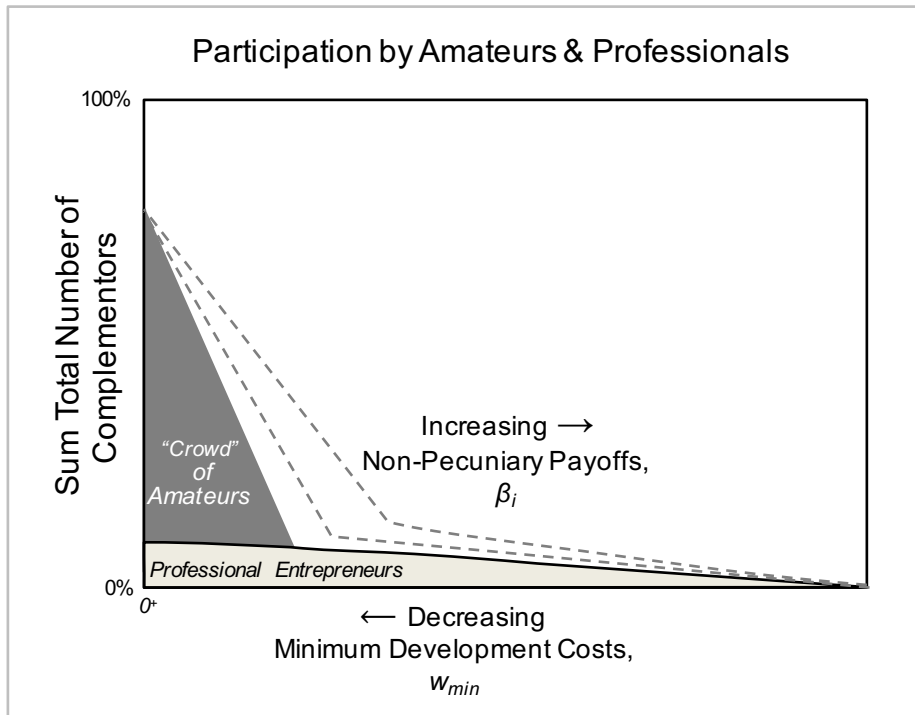 Participation by Amateurs & Professionals
100%
Sum Total Number of
Complementors
Increasing →
Non-Pecuniary Payoffs,
βi
“Crowd”
of
Amateurs
Professional Entrepreneurs
0%
0+
← Decreasing
Minimum Development Costs,
wmin